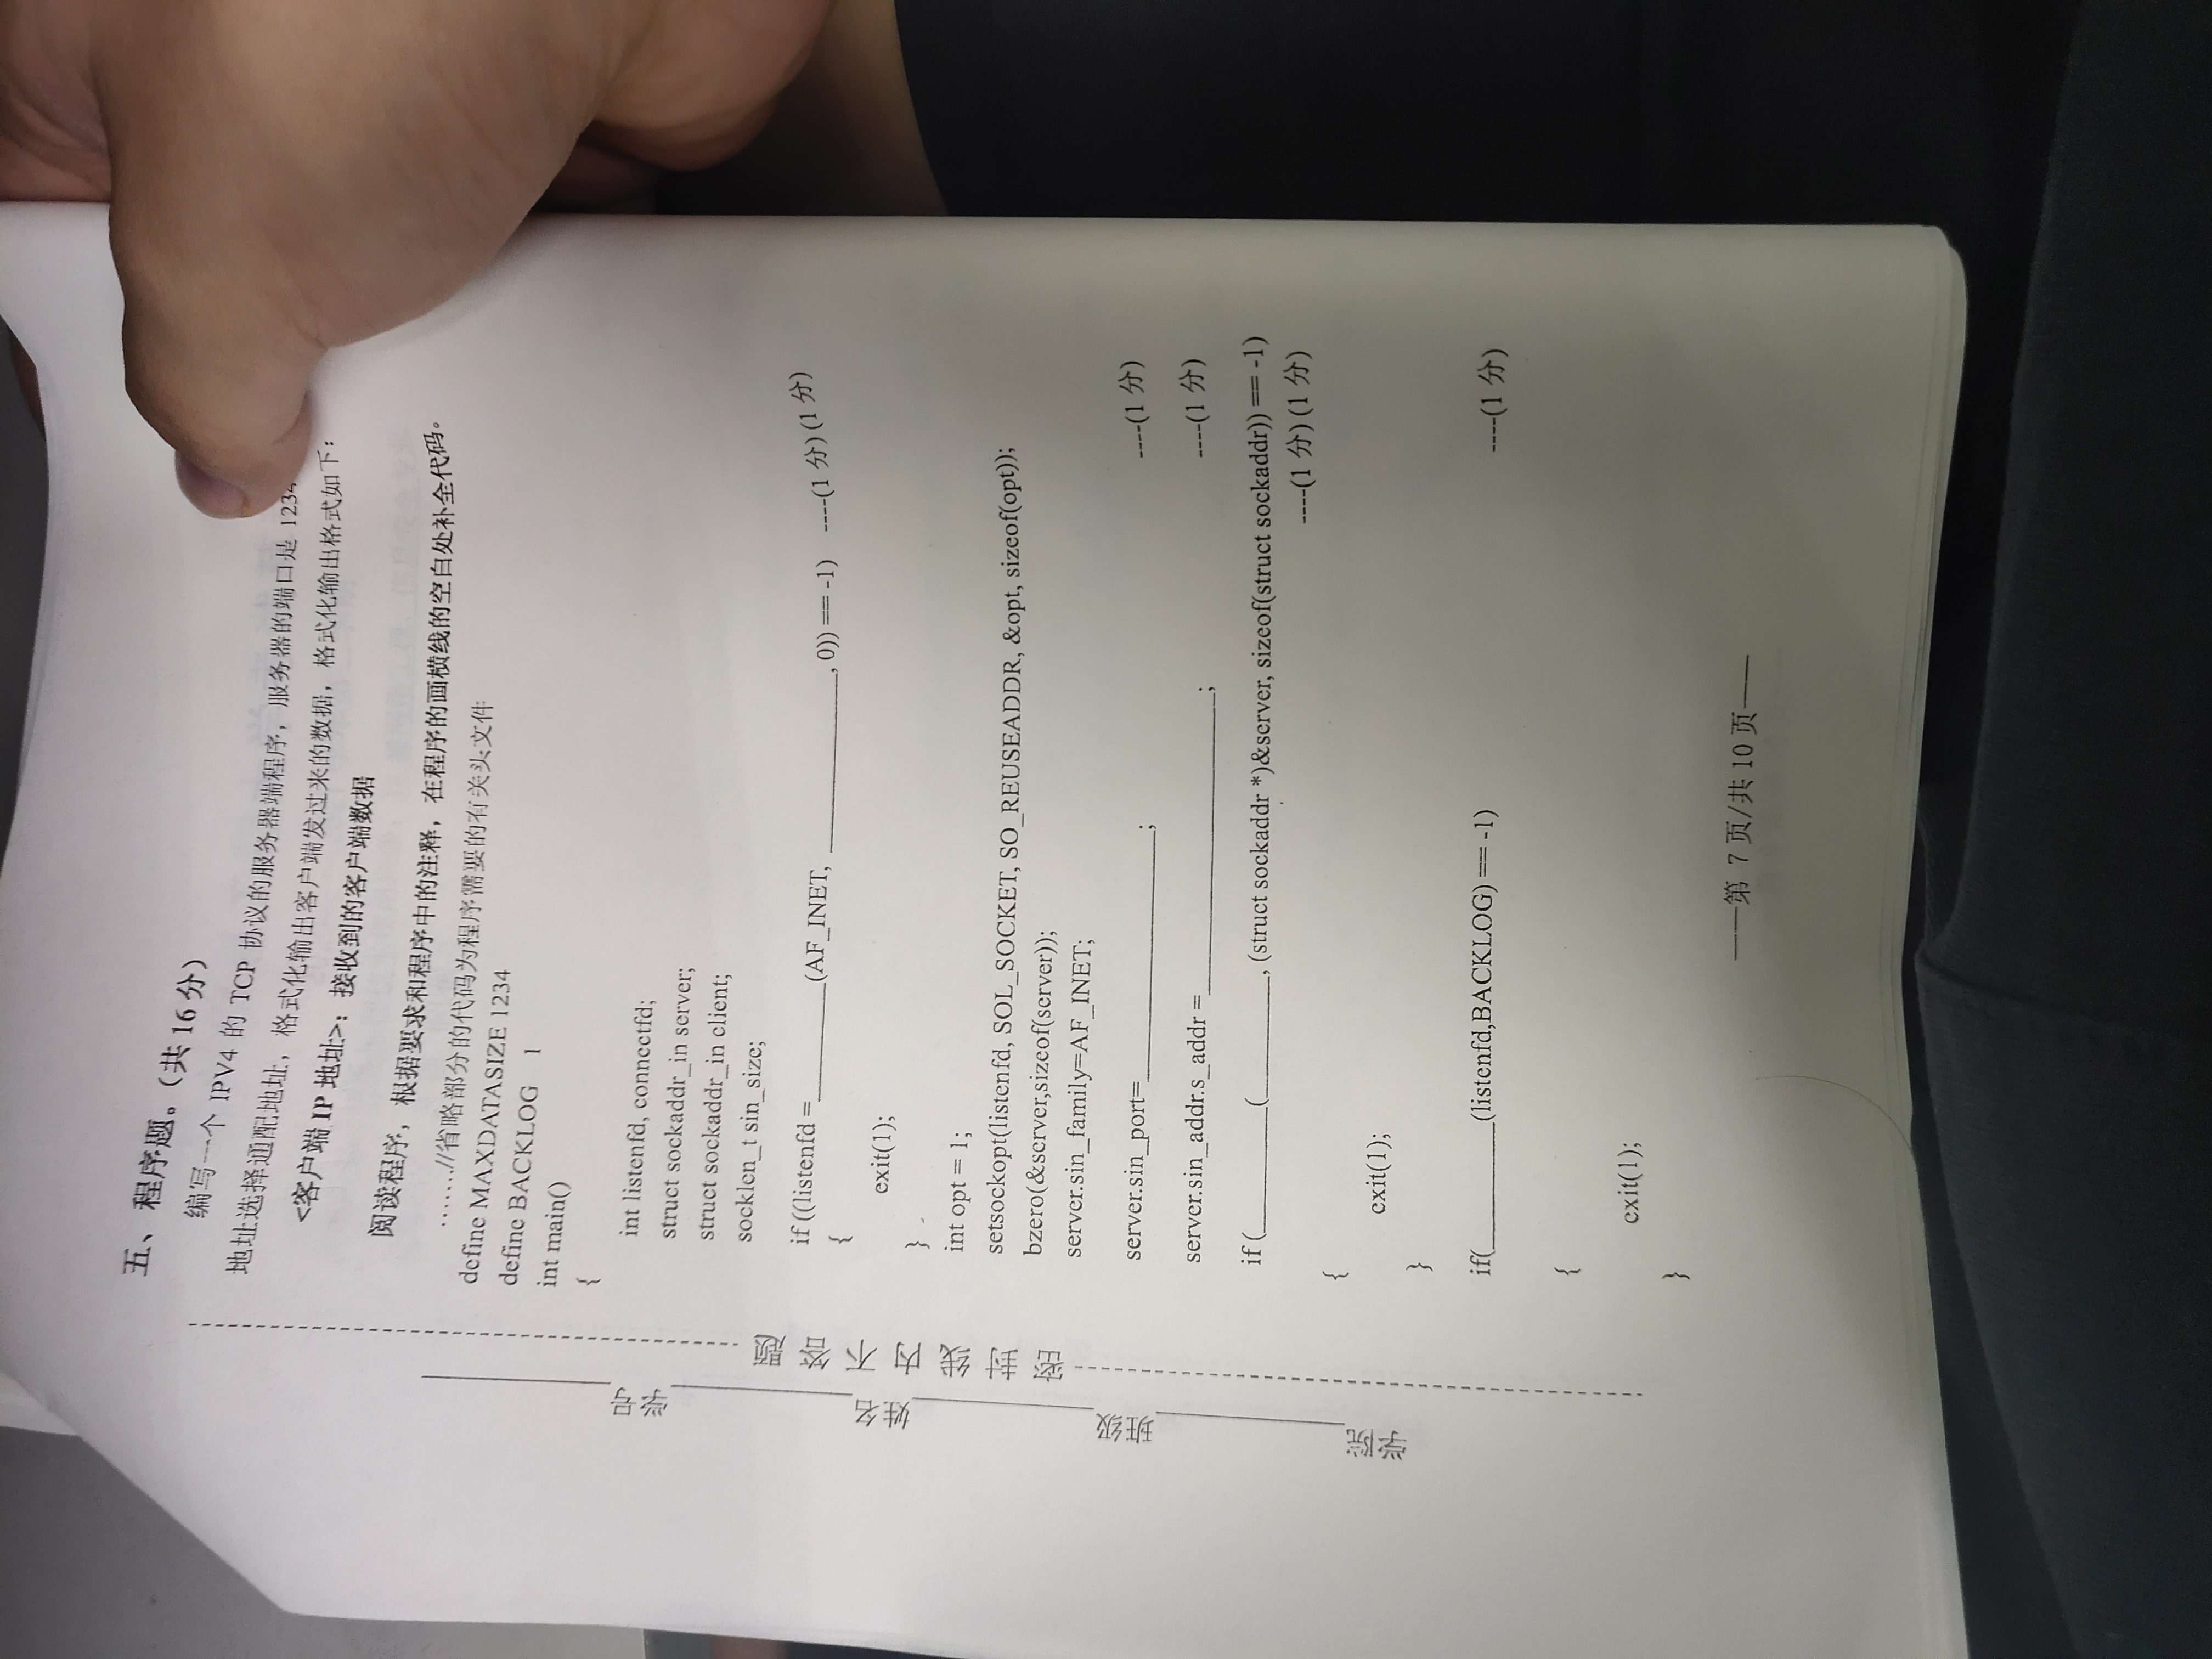 五、程序题。(共 16 分)
编写一个 IPV4 的 TCP 协议的服务器端程序，服务器的端口是 1234
地址选择通配地址，格式化输出客户端发过来的数据，格式化输出格式如下：
<客户端 IP 地址>：接收到的客户端数据
阅读程序，根据要求和程序中的注释，在程序的画横线的空白处补全代码。
…….//省略部分的代码为程序需要的有关头文件
define MAXDATASIZE 1234
define BACKLOG 1
int main()
{
int listenfd, connectfd;
struct sockaddr_in server;
struct sockaddr_in client;
socklen_t sin_size;
if ((listenfd =_________(AF_INET, _____________, 0)) == -1) ----(1 分) (1 分)
{
exit(1);
}
int opt = 1;
setsockopt(listenfd, SOL_SOCKET, SO_REUSEADDR, &opt, sizeof(opt));
bzero(&server,sizeof(server));
server.sin_family=AF_INET;
server.sin_port=___________________; ----(1 分)
server.sin_addr.s_addr =_______________________; ----(1 分)
if (_________(_________, (struct sockaddr *)&server, sizeof(struct sockaddr)) == -1)
----(1 分) (1 分)
{
exit(1);
}
if(_________(listenfd,BACKLOG) == -1) ----(1 分)
{
exit(1);
}
——第 7 页/共 10 页——
学院________班级________姓名________学号________
密 封 线 内 不 答 题